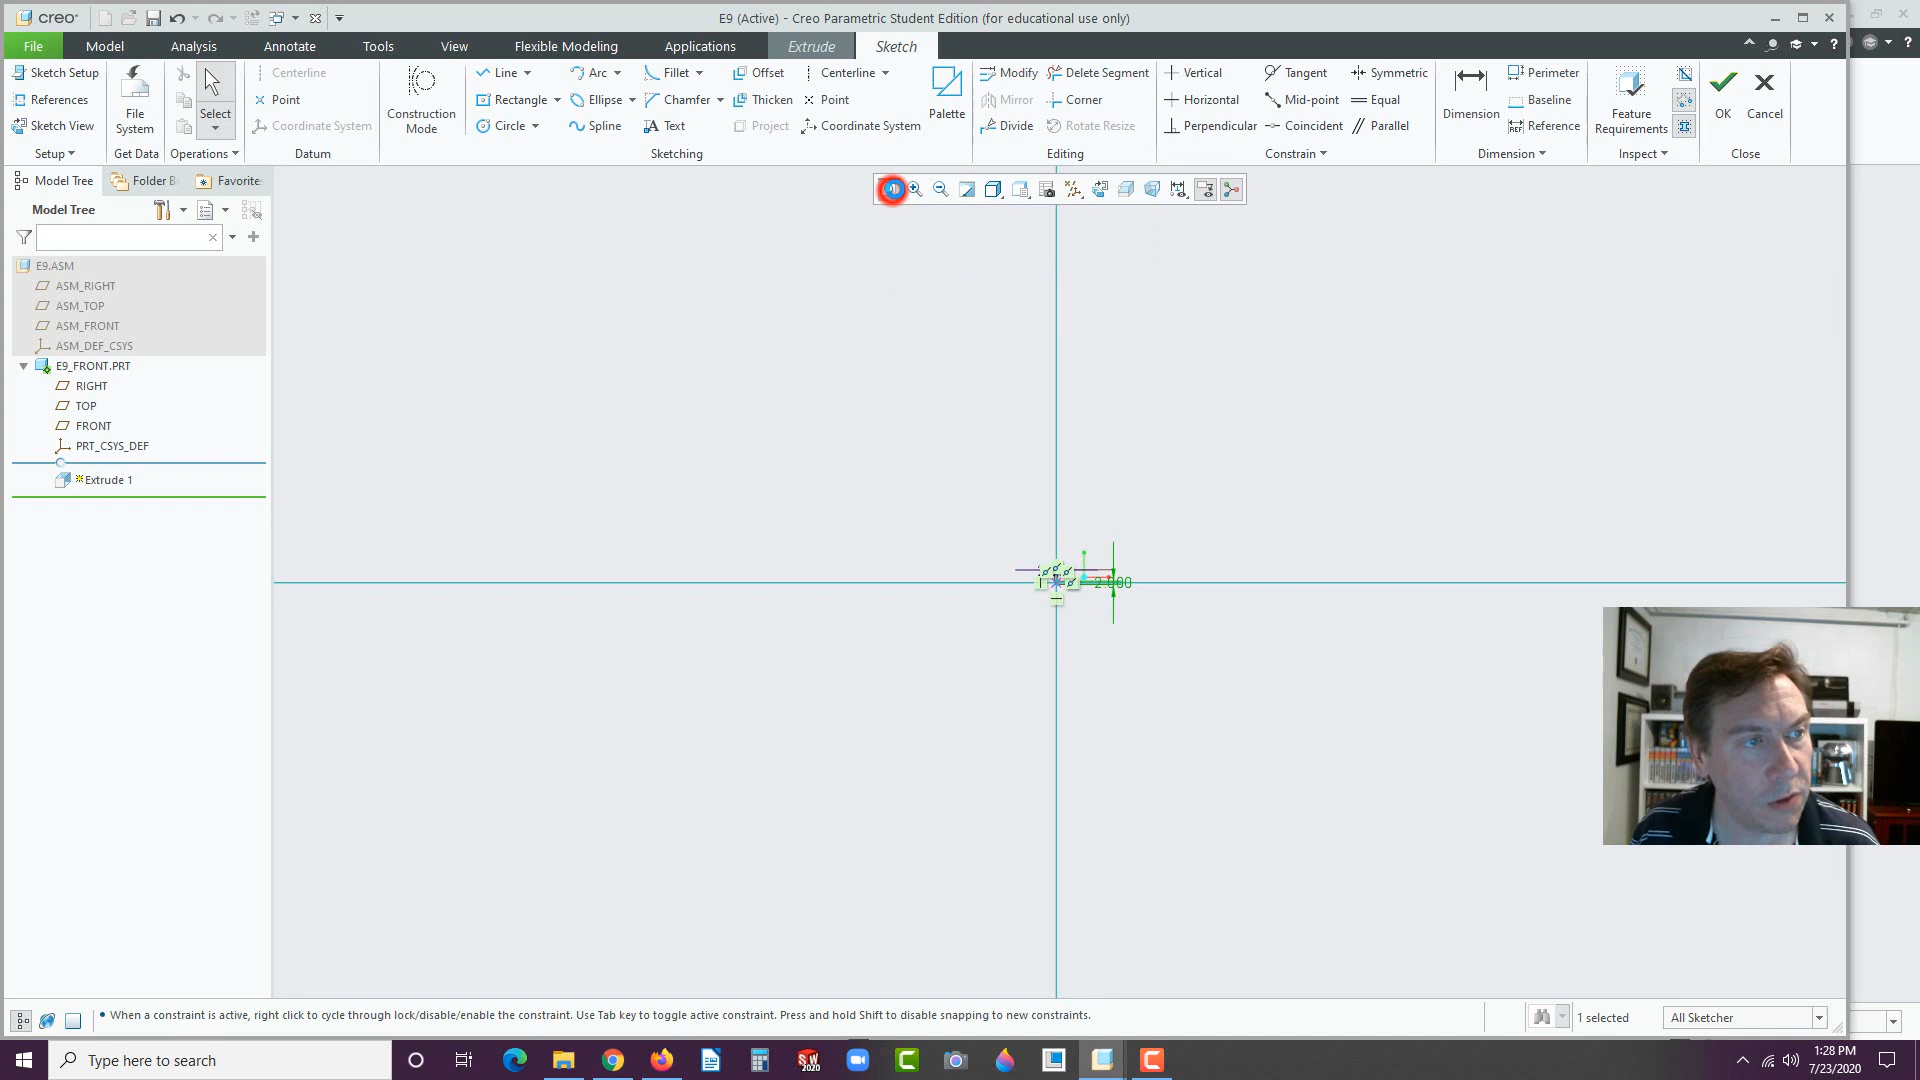 creo
E9 (Active) - Creo Parametric Student Edition (for educational use only)
File
Model
Analysis
Annotate
Tools
View
Flexible Modeling
Applications
Extrude
Sketch
Sketch Setup
References
Sketch View
Setup
File System
Get Data
Select
Operations
Centerline
Point
Coordinate System
Datum
Construction Mode
Line
Rectangle
Circle
Arc
Ellipse
Spline
Fillet
Chamfer
Text
Offset
Thicken
Project
Centerline
Point
Coordinate System
Palette
Sketching
Modify
Mirror
Divide
Delete Segment
Corner
Rotate Resize
Editing
Vertical
Horizontal
Perpendicular
Tangent
Mid-point
Coincident
Symmetric
Equal
Parallel
Constrain
Dimension
Perimeter
Baseline
Reference
Dimension
Feature Requirements
Inspect
OK
Cancel
Close
Model Tree
Folder B
Favorite
Model Tree
E9.ASM
ASM_RIGHT
ASM_TOP
ASM_FRONT
ASM_DEF_CSYS
E9_FRONT.PRT
RIGHT
TOP
FRONT
PRT_CSYS_DEF
Extrude 1
When a constraint is active, right click to cycle through lock/disable/enable the constraint. Use Tab key to toggle active constraint. Press and hold Shift to disable snapping to new constraints.
1 selected
All Sketcher
Type here to search
SW
2020
1:28 PM
7/23/2020